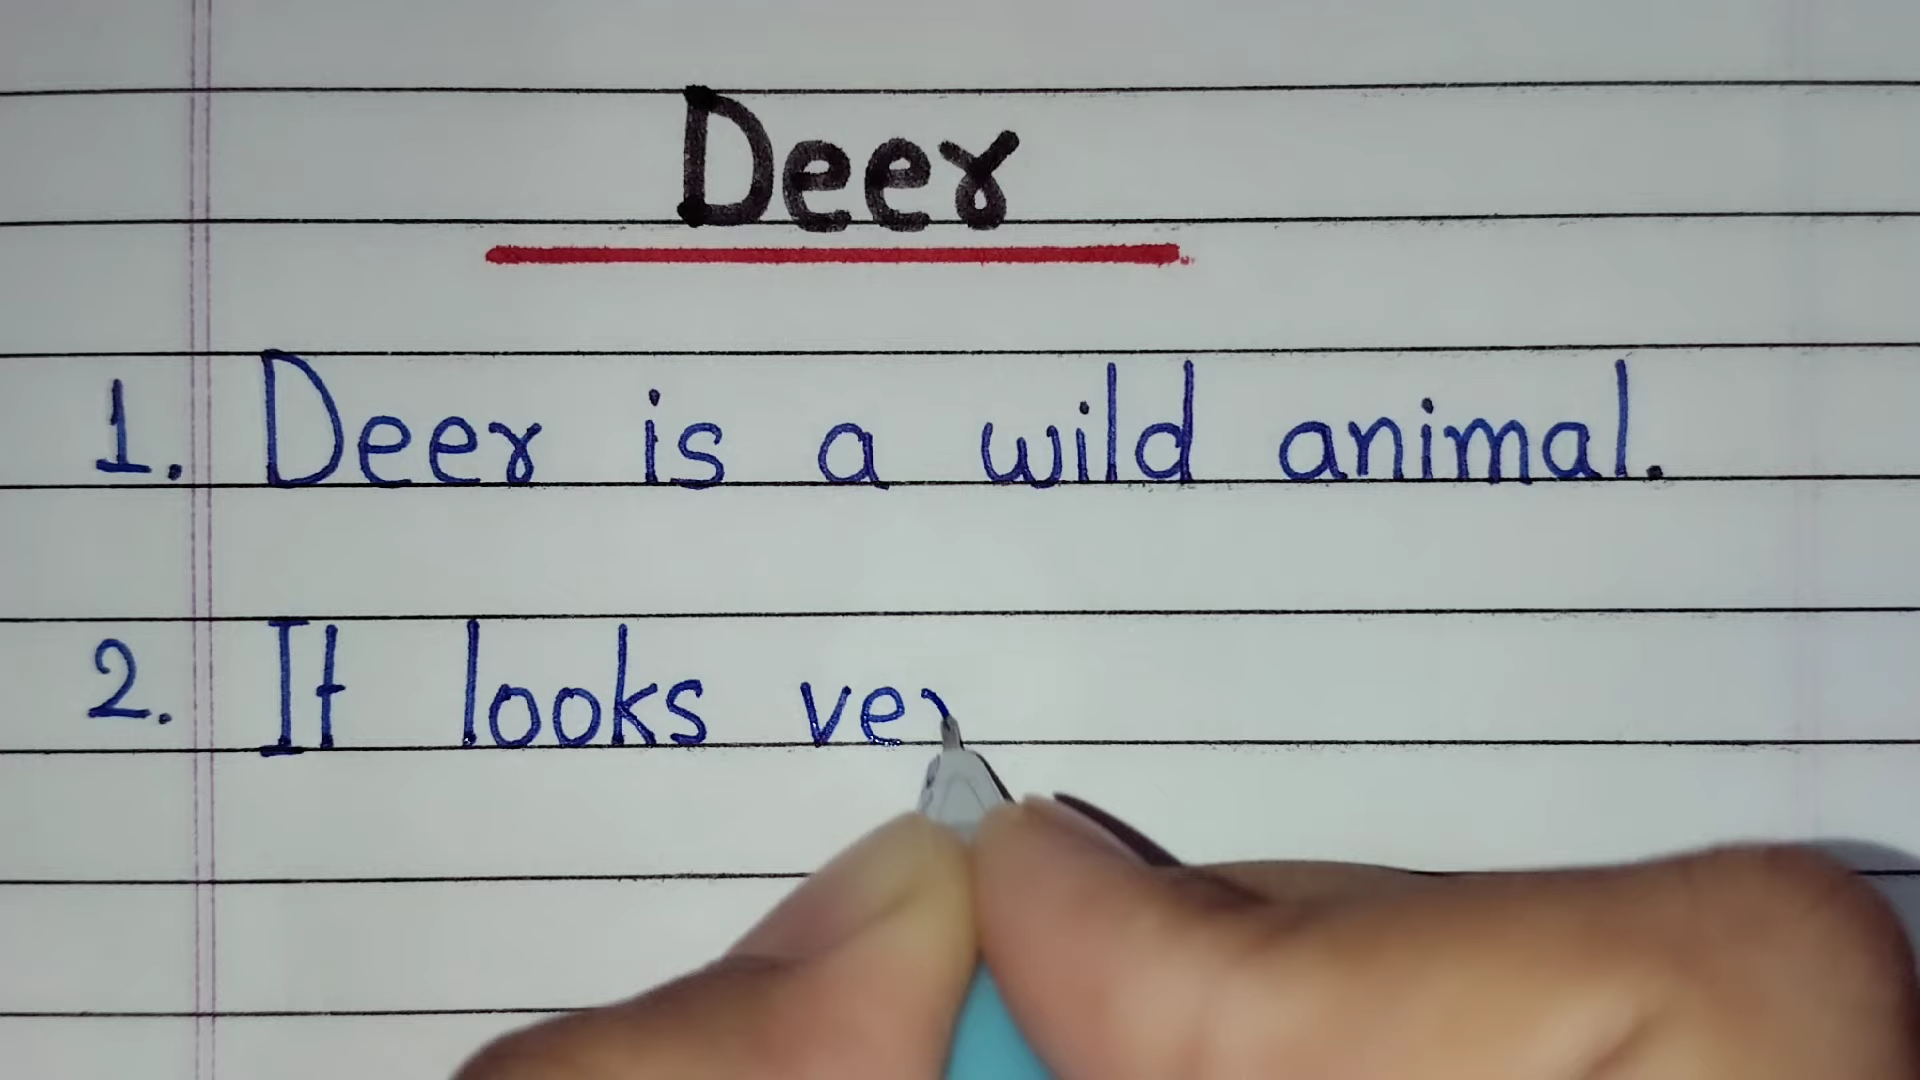 Deer
1. Deer is a wild animal.
2. It looks ve